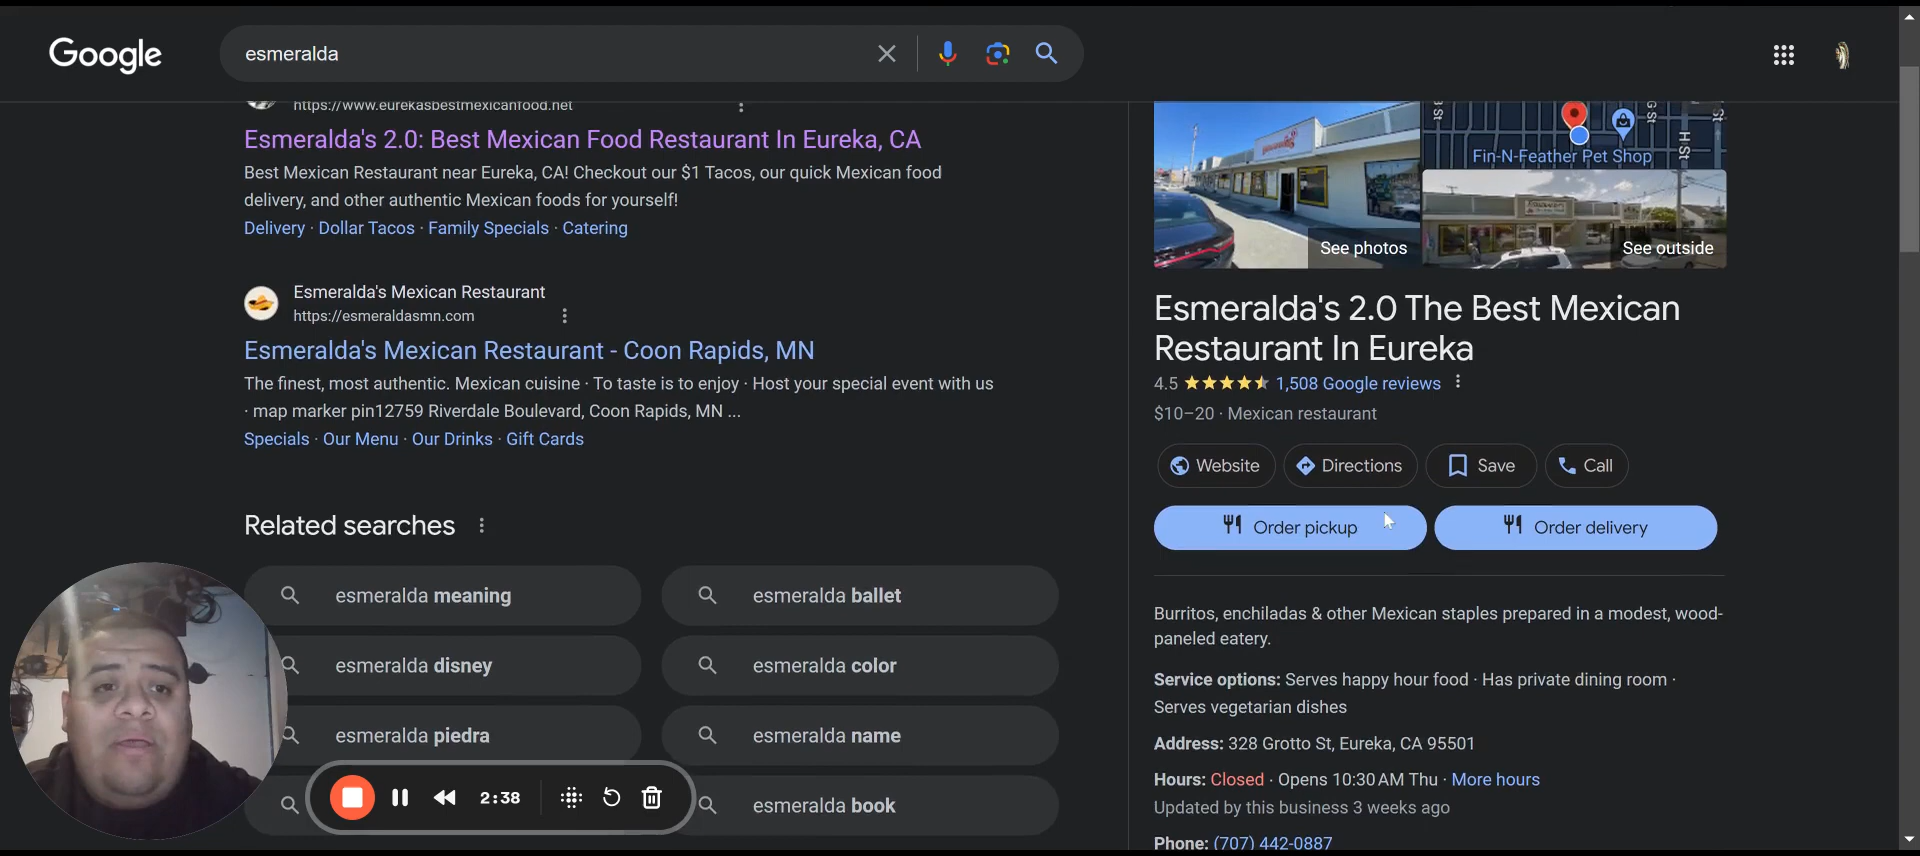 Google
esmeralda
https://www.eurekasbestmexicanfood.net
Esmeralda's 2.0: Best Mexican Food Restaurant In Eureka, CA
Best Mexican Restaurant near Eureka, CA! Checkout our $1 Tacos, our quick Mexican food
delivery, and other authentic Mexican foods for yourself!
Delivery · Dollar Tacos · Family Specials · Catering
Esmeralda's Mexican Restaurant
https://esmeraldasmn.com
Esmeralda's Mexican Restaurant - Coon Rapids, MN
The finest, most authentic. Mexican cuisine · To taste is to enjoy · Host your special event with us
· map marker pin12759 Riverdale Boulevard, Coon Rapids, MN ...
Specials · Our Menu · Our Drinks · Gift Cards
Related searches
esmeralda meaning
esmeralda ballet
esmeralda disney
esmeralda color
esmeralda piedra
esmeralda name
esmeralda book
2:38
G St
H St
Fin-N-Feather Pet Shop
See photos
See outside
Esmeralda's 2.0 The Best Mexican
Restaurant In Eureka
4.5 1,508 Google reviews
$10–20 · Mexican restaurant
Website
Directions
Save
Call
Order pickup
Order delivery
Burritos, enchiladas & other Mexican staples prepared in a modest, wood-
paneled eatery.
Service options: Serves happy hour food · Has private dining room ·
Serves vegetarian dishes
Address: 328 Grotto St, Eureka, CA 95501
Hours: Closed · Opens 10:30 AM Thu · More hours
Updated by this business 3 weeks ago
Phone: (707) 442-0887